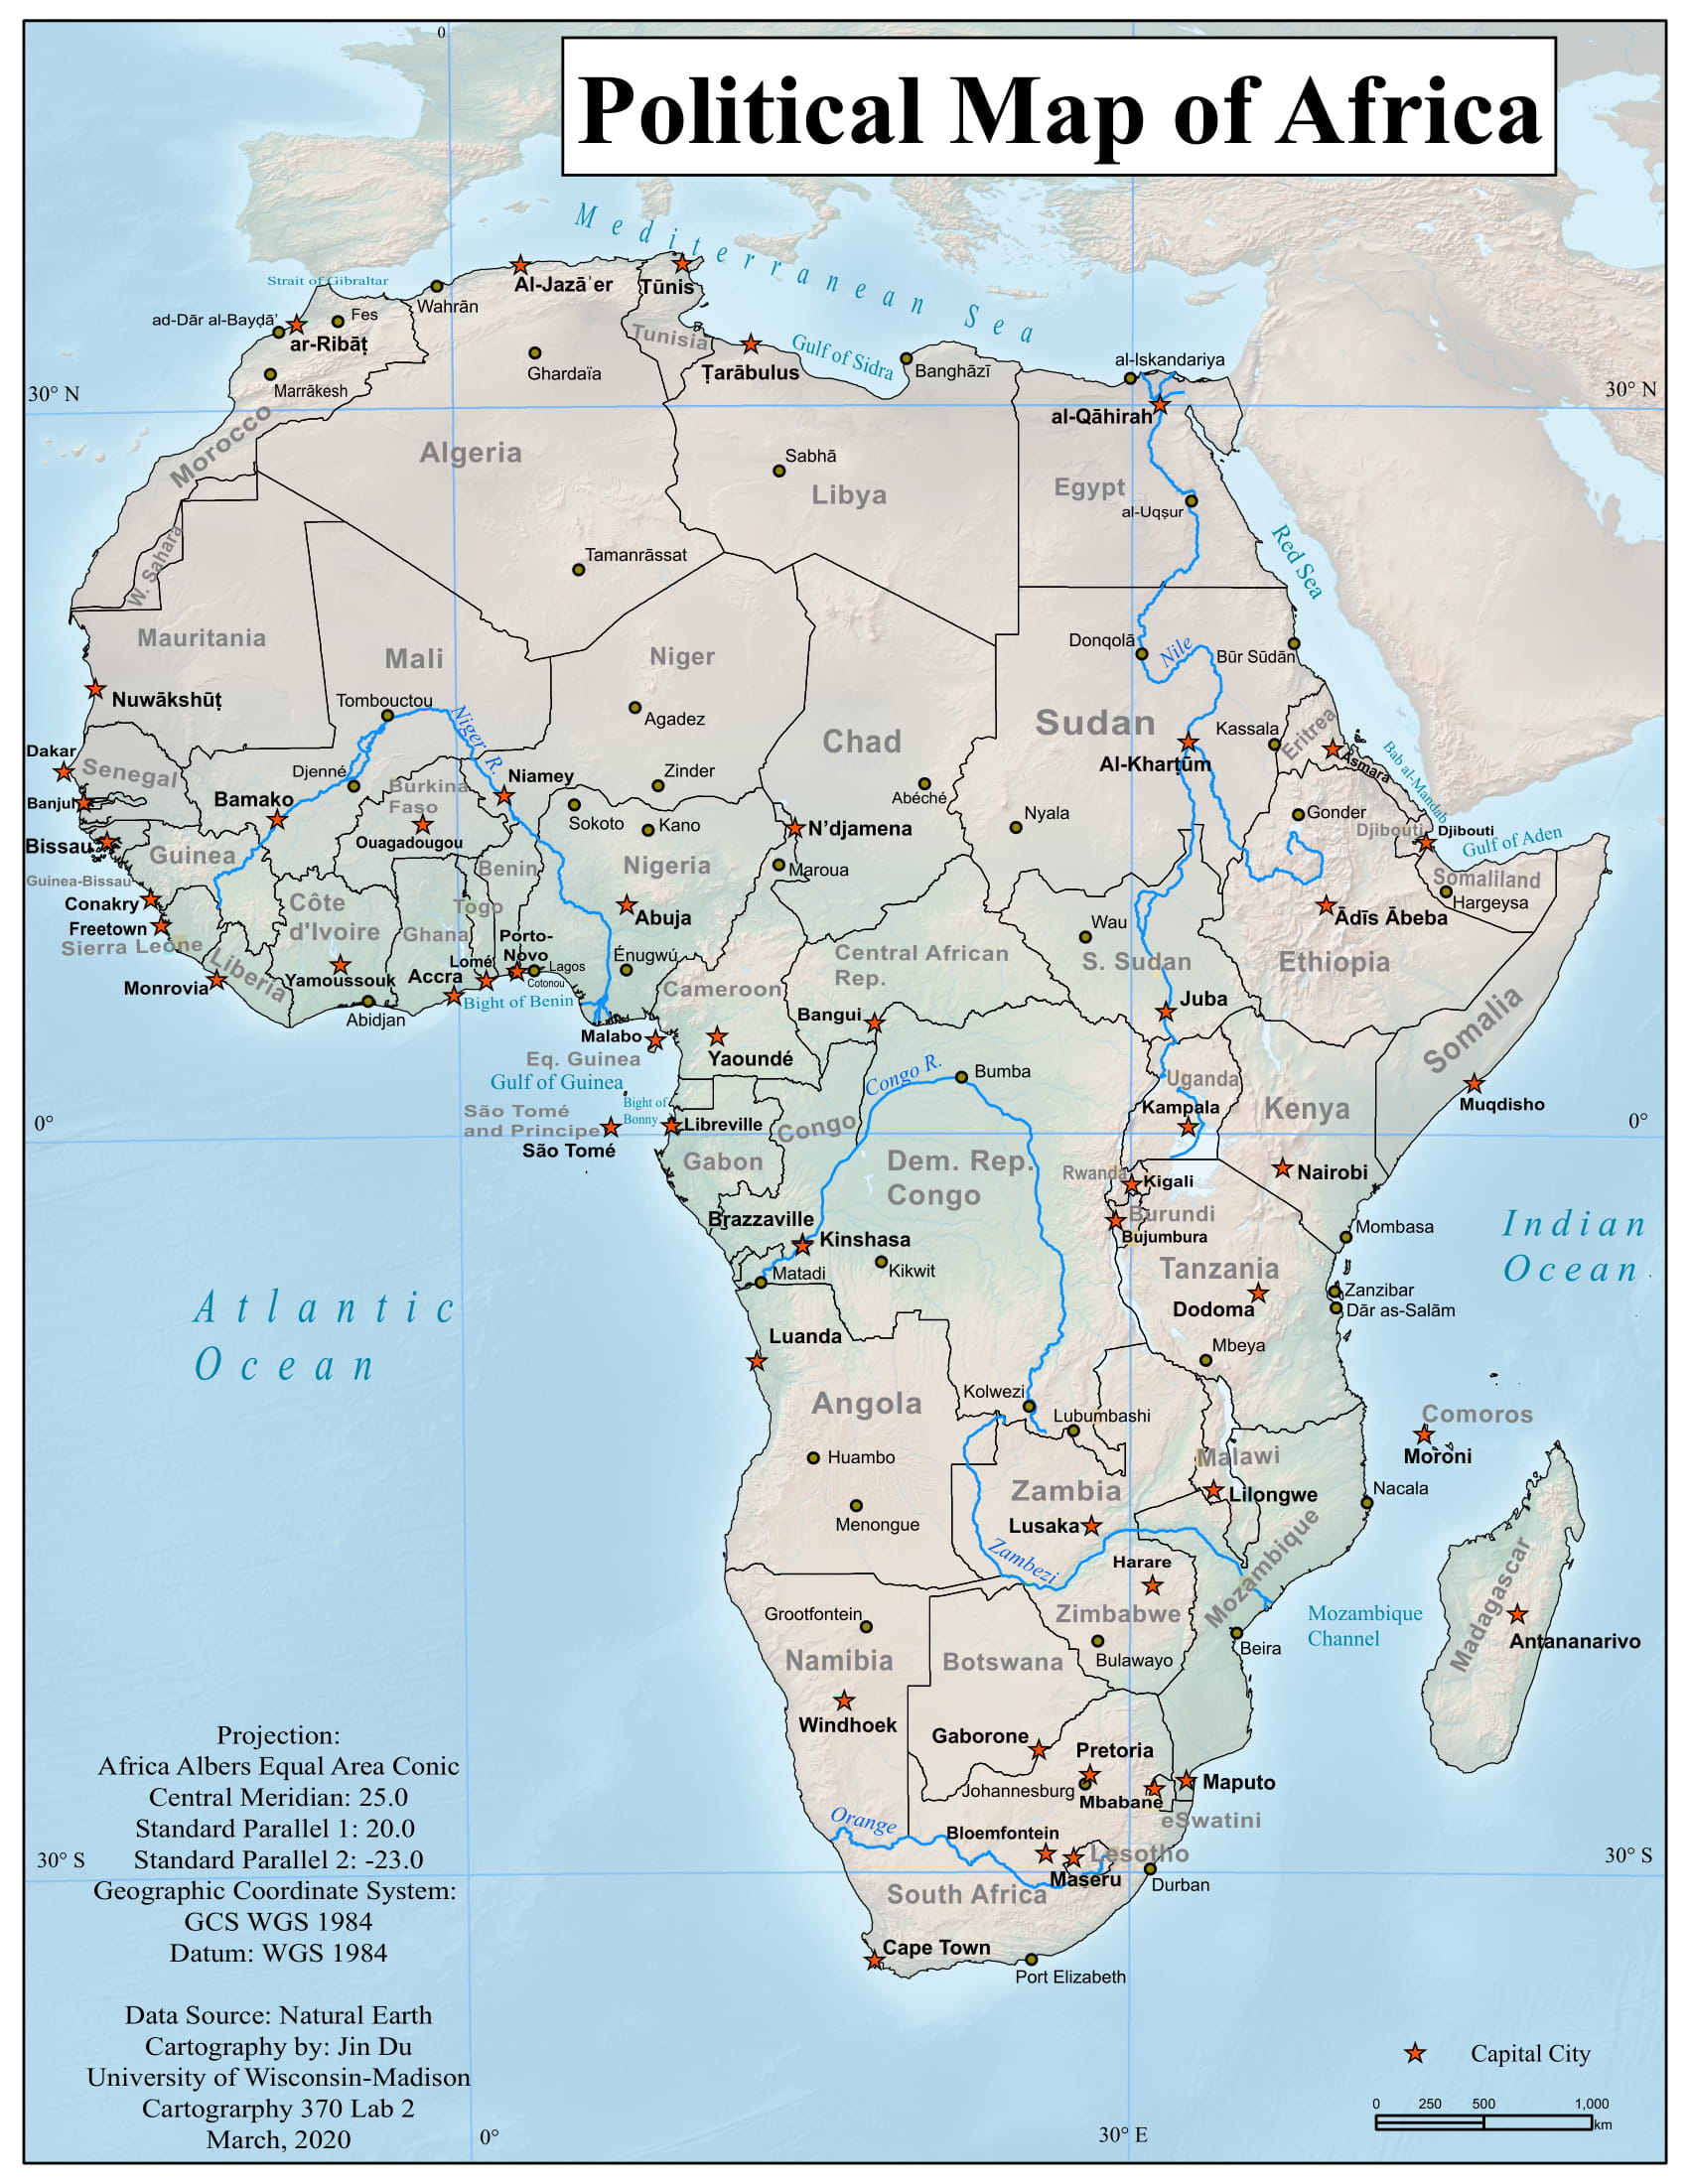 0
Political Map of Africa
Mediterranean Sea
Strait of Gibraltar
Al-Jazāʾer
Tūnis
Wahrān
ad-Dār al-Bayḍāʼ
Fes
ar-Ribāṭ
Tunisia
Gulf of Sidra
Ghardaïa
Ṭarābulus
Banghāzī
al-Iskandariya
Marrākesh
30° N
30° N
al-Qāhirah
Morocco
Algeria
Sabhā
Libya
Egypt
al-Uqṣur
Red Sea
W. Sahara
Tamanrāssat
Mauritania
Mali
Niger
Donqolā
Nile
Būr Sūdān
Nuwākshūṭ
Tombouctou
Niger R.
Agadez
Chad
Sudan
Kassala
Eritrea
Asmara
Bab al-Mandab
Dakar
Senegal
Djenné
Burkina
Faso
Niamey
Zinder
Abéché
Al-Kharṭūm
Banjul
Bamako
Sokoto
Kano
N'djamena
Nyala
Gonder
Djibouti
Djibouti
Gulf of Aden
Bissau
Guinea
Ouagadougou
Benin
Nigeria
Maroua
Somaliland
Hargeysa
Guinea-Bissau
Conakry
Freetown
Sierra Leone
Côte
d'Ivoire
Togo
Ghana
Abuja
Wau
Ādīs Ābeba
Liberia
Monrovia
Yamoussouk
Accra
Lomé
Porto-
Novo
Lagos
Cotonou
Énugwú
Central African
Rep.
S. Sudan
Ethiopia
Abidjan
Bight of Benin
Cameroon
Bangui
Juba
Somalia
Malabo
Eq. Guinea
Yaoundé
Gulf of Guinea
Congo R.
Bumba
Uganda
Kampala
Kenya
Muqdisho
São Tomé
and Principe
São Tomé
Bight of
Bonny
Libreville
Congo
0°
0°
Gabon
Dem. Rep.
Congo
Rwanda
Kigali
Nairobi
Brazzaville
Kinshasa
Burundi
Bujumbura
Mombasa
Indian
Ocean
Matadi
Kikwit
Tanzania
Dodoma
Zanzibar
Dār as-Salām
Atlantic
Ocean
Luanda
Mbeya
Angola
Kolwezi
Lubumbashi
Comoros
Moroni
Huambo
Malawi
Menongue
Zambia
Lilongwe
Nacala
Lusaka
Zambezi
Harare
Mozambique
Madagascar
Grootfontein
Zimbabwe
Mozambique
Channel
Antananarivo
Namibia
Botswana
Bulawayo
Beira
Windhoek
Gaborone
Pretoria
Johannesburg
Mbabane
Maputo
eSwatini
Orange
Bloemfontein
Lesotho
Maseru
30° S
30° S
South Africa
Durban
Cape Town
Port Elizabeth
Projection:
Africa Albers Equal Area Conic
Central Meridian: 25.0
Standard Parallel 1: 20.0
Standard Parallel 2: -23.0
Geographic Coordinate System:
GCS WGS 1984
Datum: WGS 1984
Data Source: Natural Earth
Cartography by: Jin Du
University of Wisconsin-Madison
Cartograrphy 370 Lab 2
March, 2020
0°
30° E
Capital City
0 250 500 1,000
km